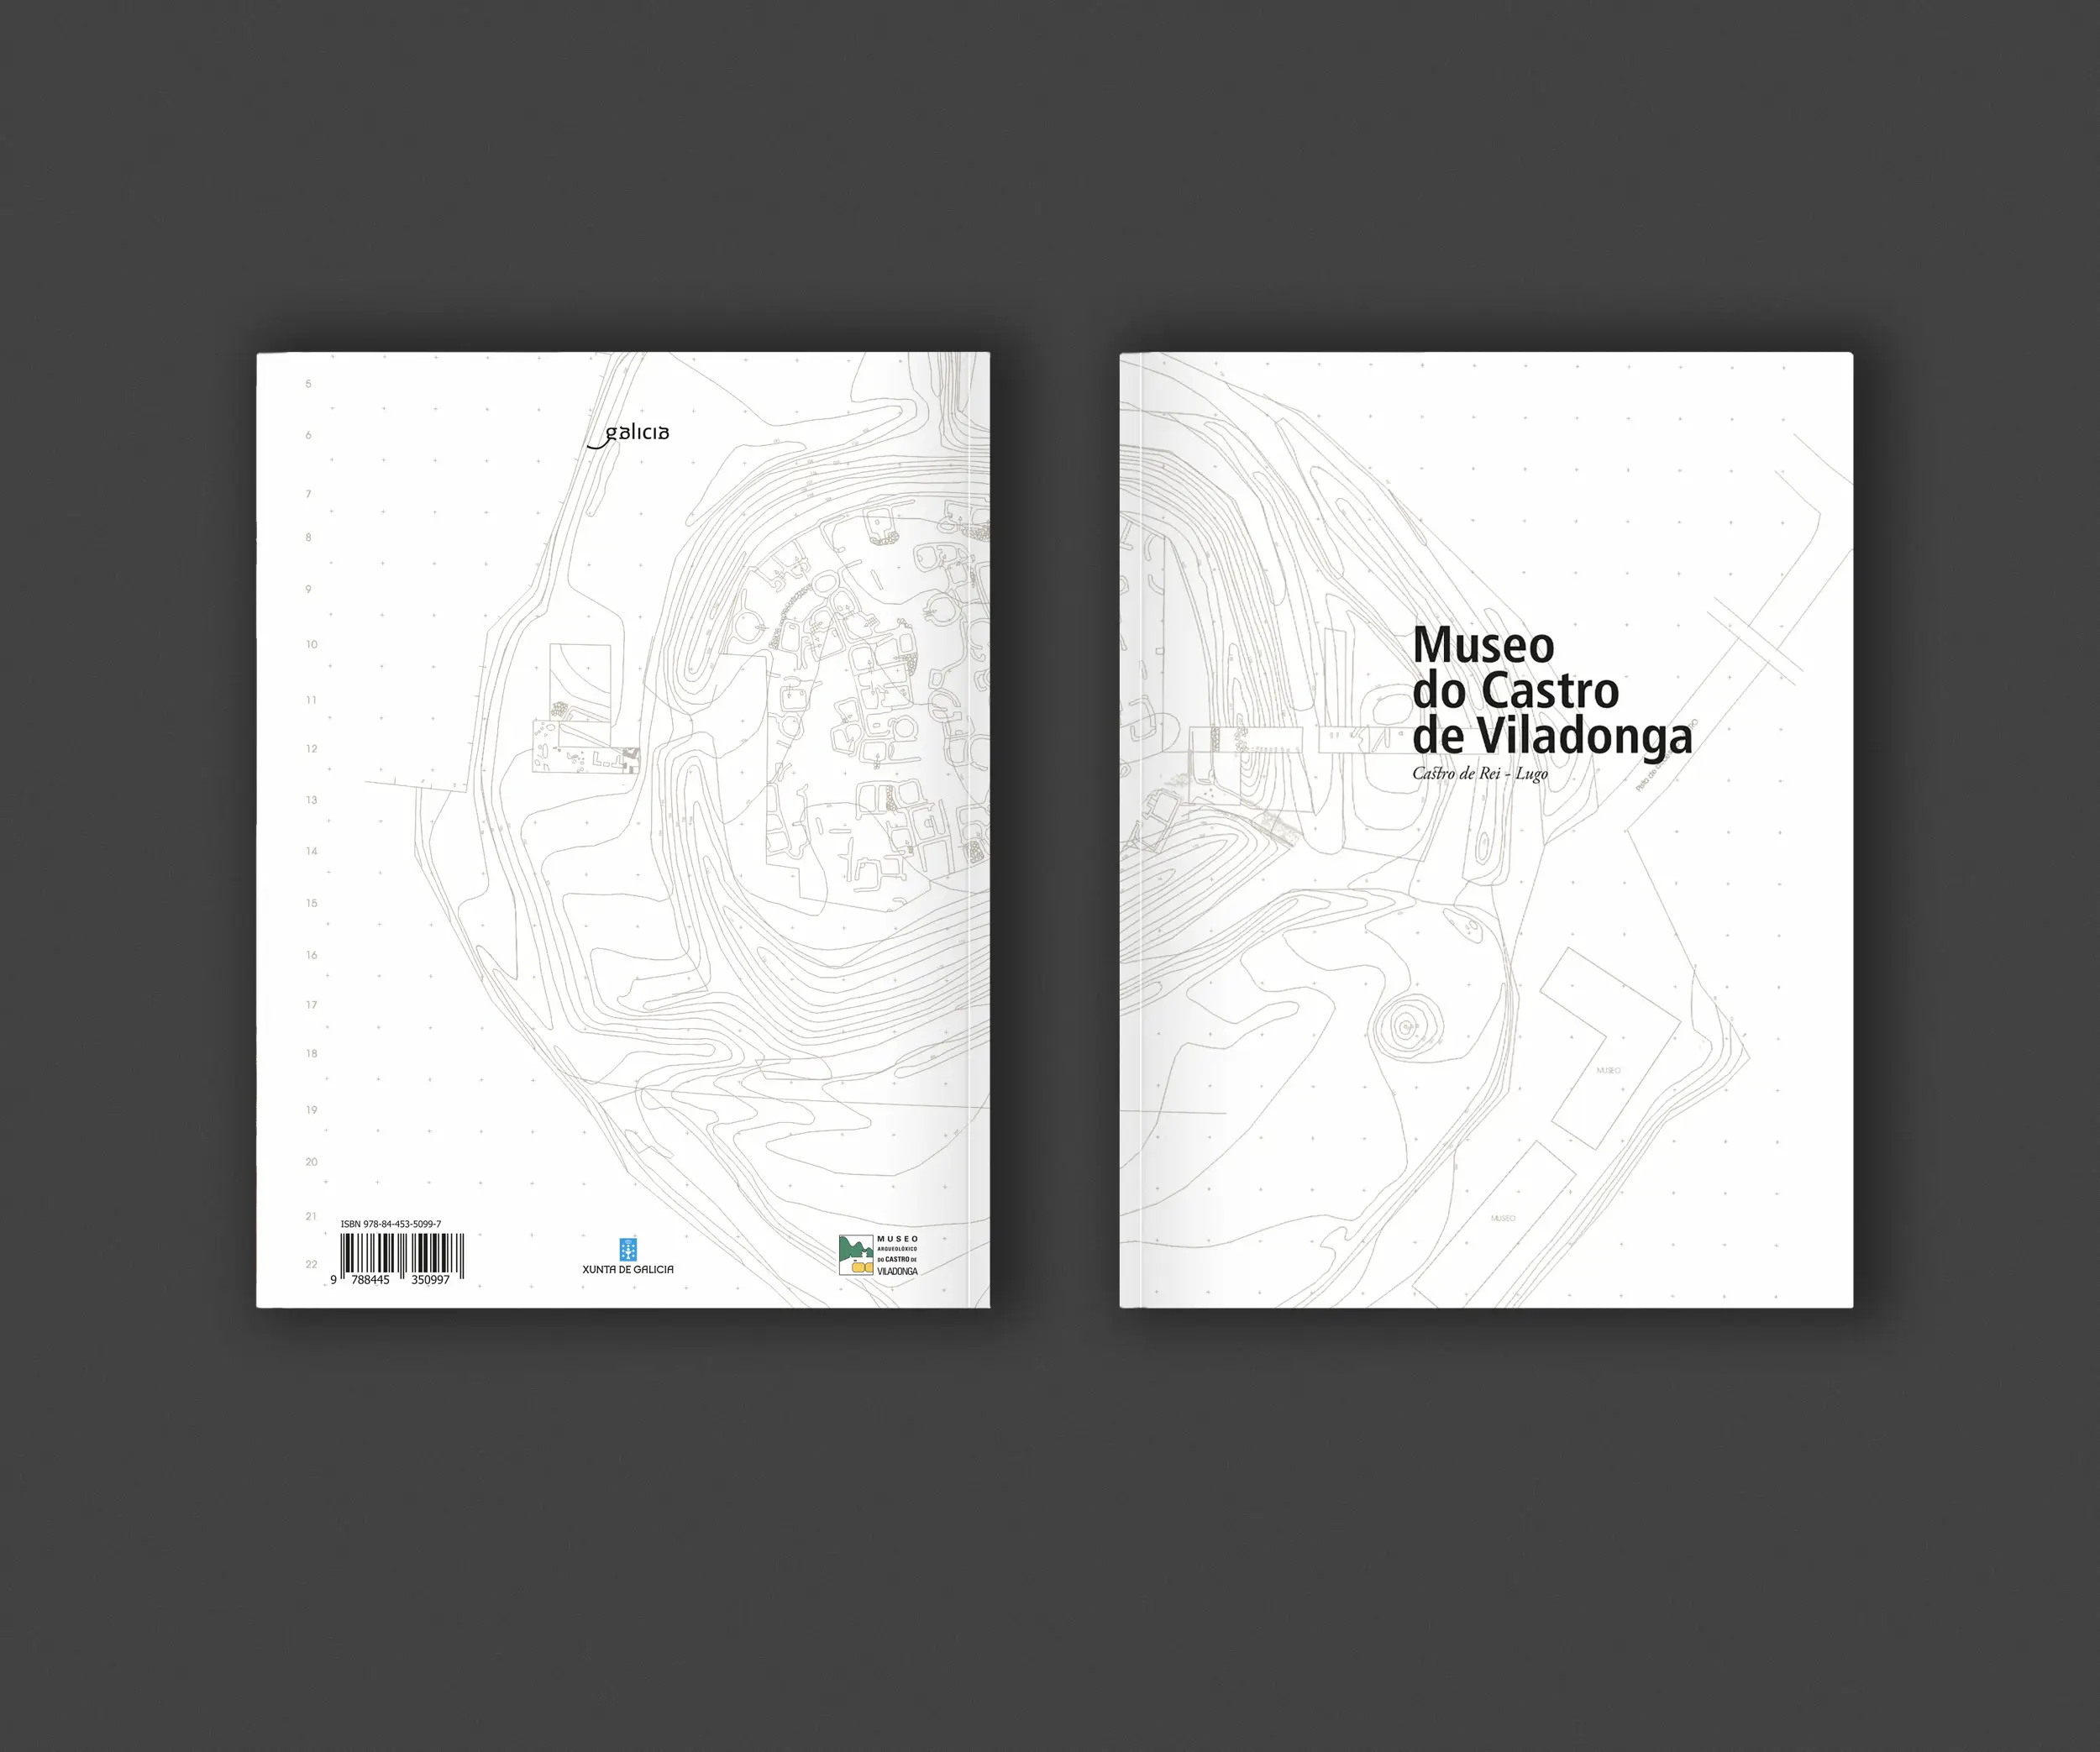 5
6
7
8
9
10
11
12
13
14
15
16
17
18
19
20
21
22
galicia
ISBN 978-84-453-5099-7
9 788445 350997
XUNTA DE GALICIA
MUSEO
ARQUEOLÓXICO
DO CASTRO DE
VILADONGA
Museo
do Castro
de Viladonga
Castro de Rei - Lugo
MUSEO
MUSEO